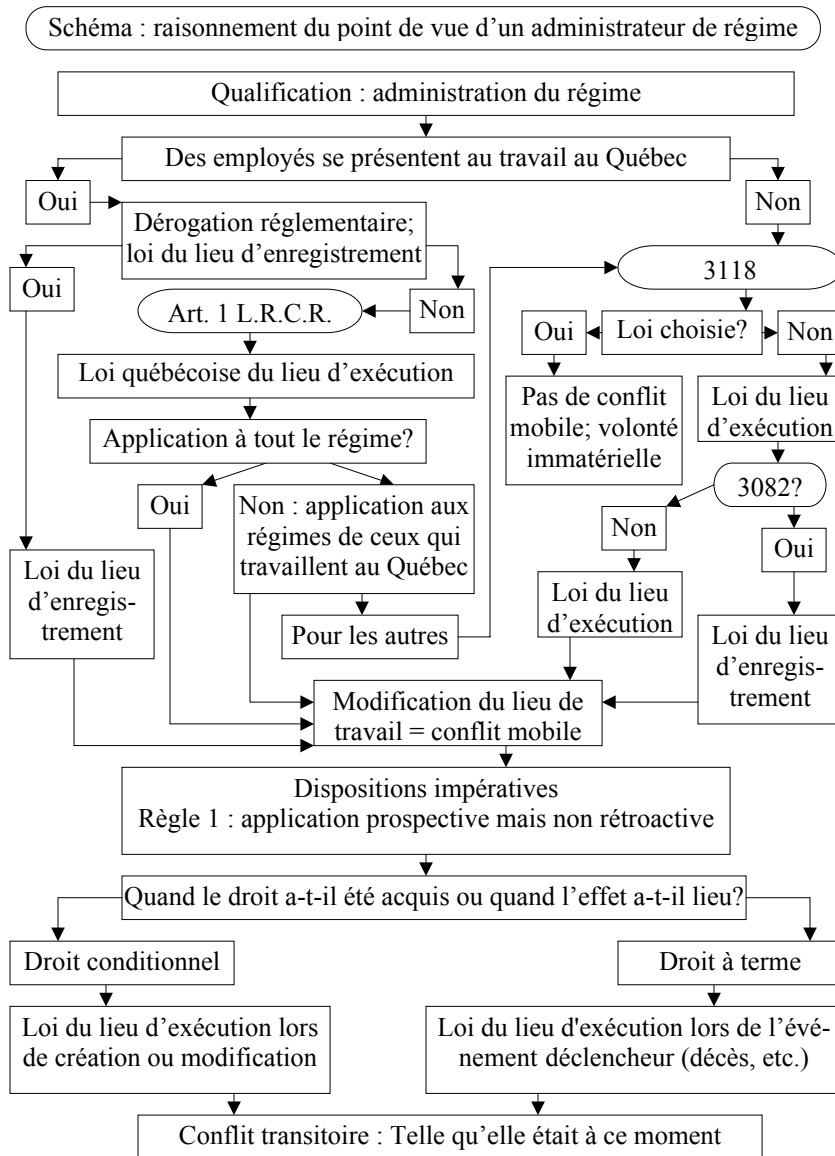 Schéma : raisonnement du point de vue d’un administrateur de régime
Qualification : administration du régime
Des employés se présentent au travail au Québec
Oui
Non
Dérogation réglementaire;
loi du lieu d’enregistrement
Oui
Non
Art. 1 L.R.C.R.
Loi québécoise du lieu d’exécution
Application à tout le régime?
Oui
Non : application aux
régimes de ceux qui
travaillent au Québec
Loi du lieu
d’enregis-
trement
Pour les autres
3118
Loi choisie?
Oui
Non
Pas de conflit
mobile; volonté
immatérielle
Loi du lieu
d’exécution
3082?
Non
Oui
Loi du lieu
d’exécution
Loi du lieu
d’enregis-
trement
Modification du lieu de
travail = conflit mobile
Dispositions impératives
Règle 1 : application prospective mais non rétroactive
Quand le droit a-t-il été acquis ou quand l’effet a-t-il lieu?
Droit conditionnel
Droit à terme
Loi du lieu d’exécution lors
de création ou modification
Loi du lieu d'exécution lors de l’évé-
nement déclencheur (décès, etc.)
Conflit transitoire : Telle qu’elle était à ce moment